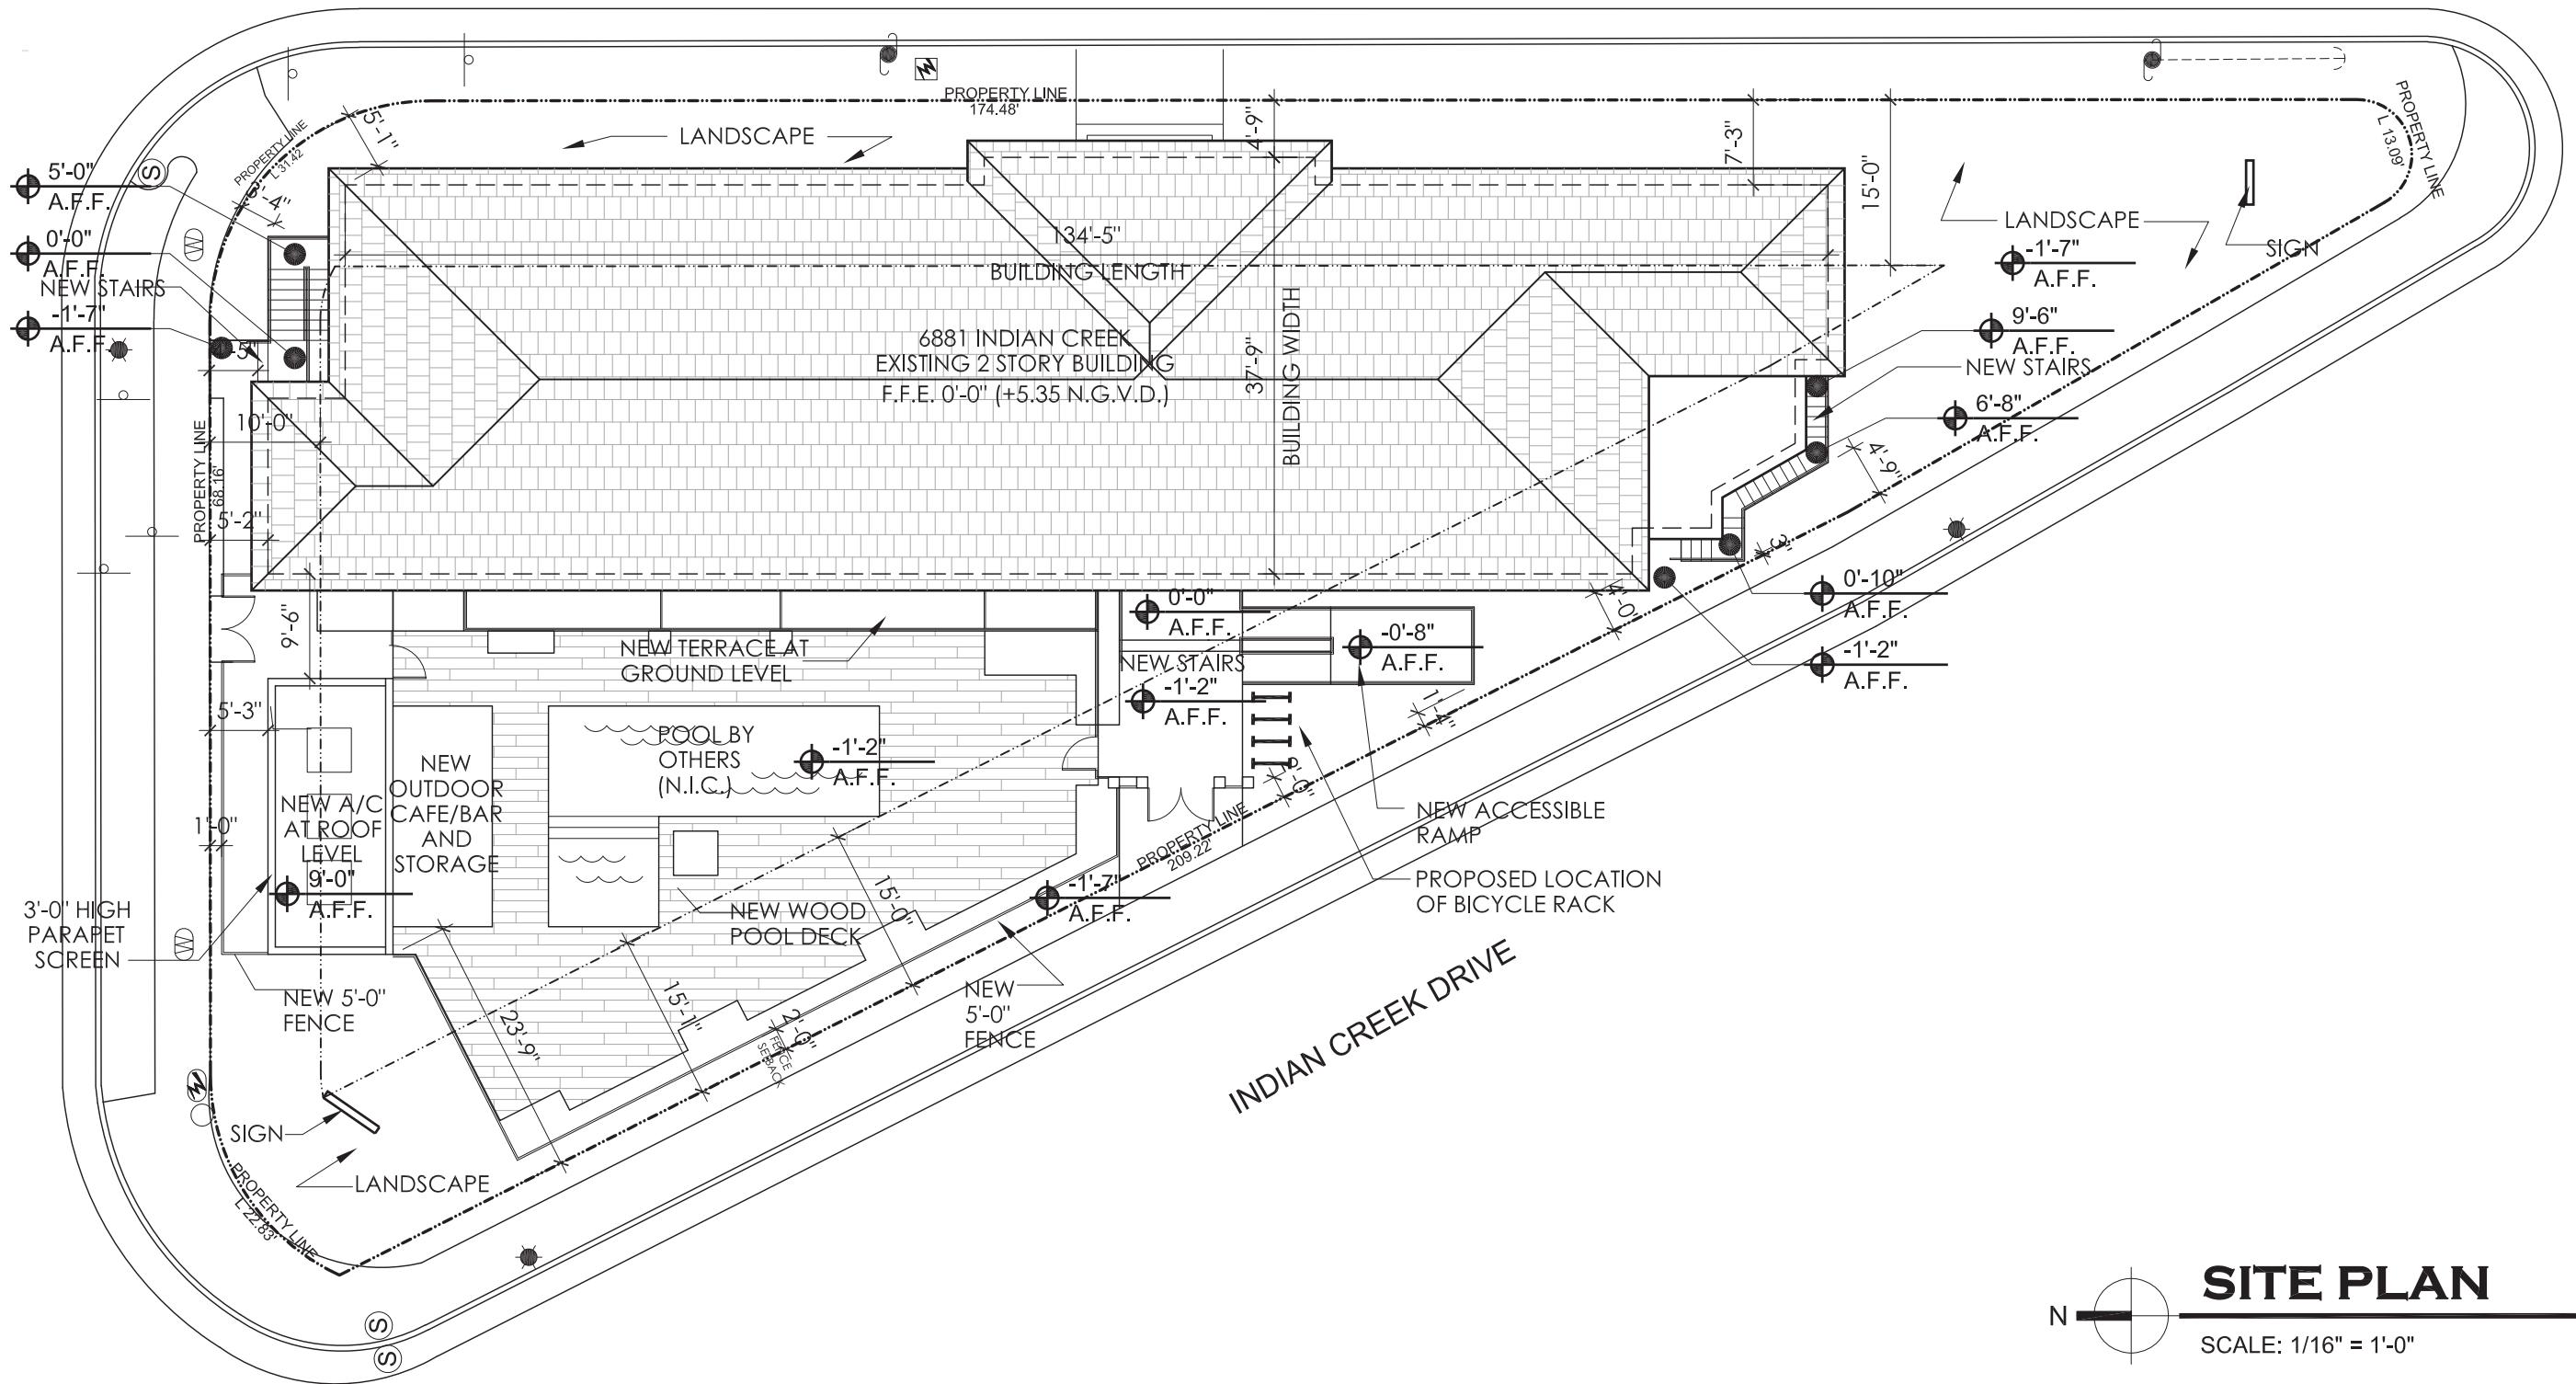 PROPERTY LINE
174.48'
PROPERTY LINE
L 13.09'
PROPERTY LINE
L 31.42
5'-1"
LANDSCAPE
4'-9"
7'-3"
15'-0"
S
5'-0"
A.F.F.
0'-0"
A.F.F.
NEW STAIRS
-1'-7"
A.F.F.
W
134'-5"
BUILDING LENGTH
BUILDING WIDTH
37'-9"
6881 INDIAN CREEK
EXISTING 2 STORY BUILDING
F.F.E. 0'-0" (+5.35 N.G.V.D.)
LANDSCAPE
SIGN
-1'-7"
A.F.F.
9'-6"
A.F.F.
NEW STAIRS
6'-8"
A.F.F.
4'-9"
3'
4'-0"
0'-10"
A.F.F.
-1'-2"
A.F.F.
10'-0"
PROPERTY LINE
68.16'
5'-2"
9'-6"
5'-3"
1'-0"
NEW TERRACE AT
GROUND LEVEL
0'-0"
A.F.F.
NEW STAIRS
-1'-2"
A.F.F.
-0'-8"
A.F.F.
1'-4"
2'-0"
POOL BY
OTHERS
(N.I.C.)
-1'-2"
A.F.F.
NEW
OUTDOOR
CAFE/BAR
AND
STORAGE
NEW A/C
AT ROOF
LEVEL
9'-0"
A.F.F.
3'-0" HIGH
PARAPET
SCREEN
W
NEW 5'-0"
FENCE
NEW WOOD
POOL DECK
PROPERTY LINE
209.22'
NEW ACCESSIBLE
RAMP
PROPOSED LOCATION
OF BICYCLE RACK
-1'-7"
A.F.F.
15'-0"
15'-1"
23'-9"
2'-0"
FENCE
SETBACK
NEW
5'-0"
FENCE
INDIAN CREEK DRIVE
SIGN
LANDSCAPE
PROPERTY LINE
L 22.83'
S
S
N
SITE PLAN
SCALE: 1/16" = 1'-0"